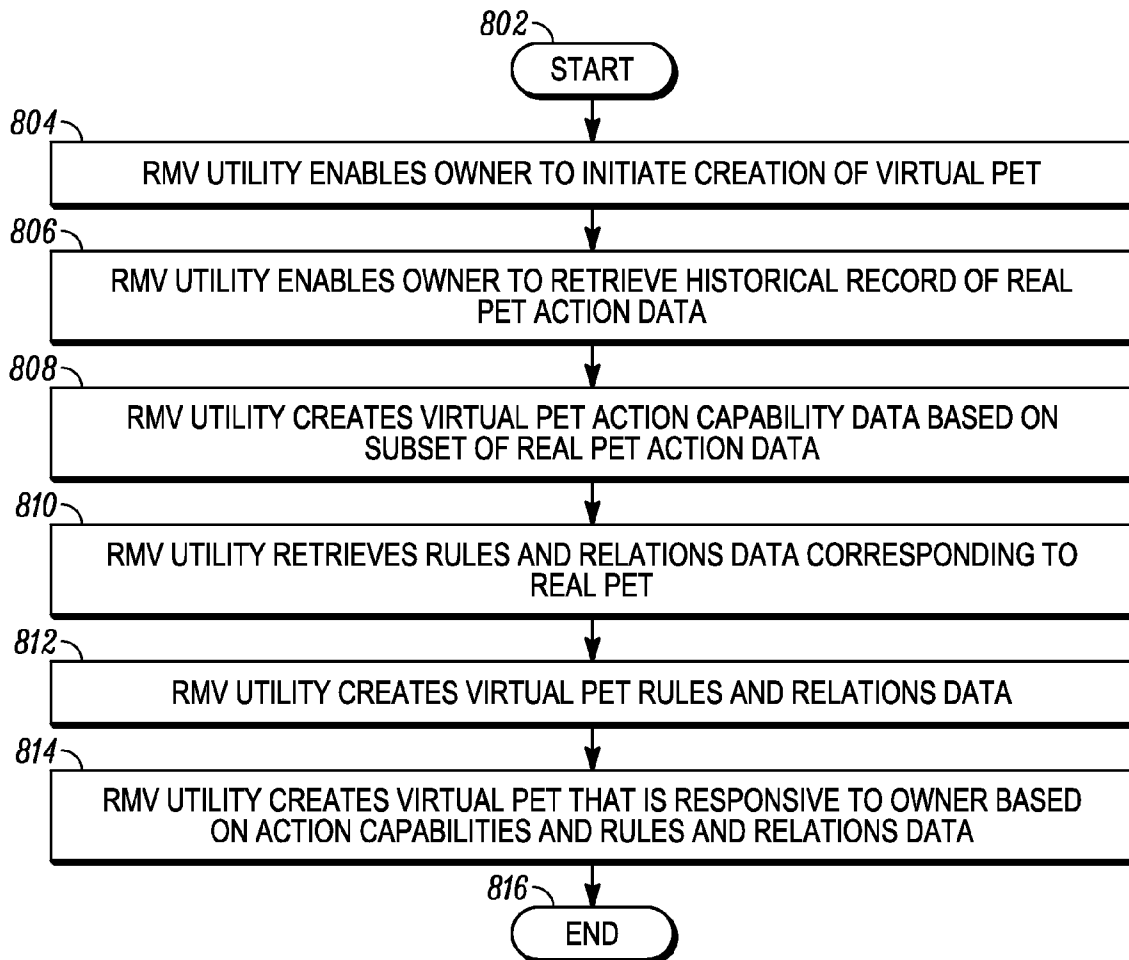 802
START
804
RMV UTILITY ENABLES OWNER TO INITIATE CREATION OF VIRTUAL PET
806
RMV UTILITY ENABLES OWNER TO RETRIEVE HISTORICAL RECORD OF REAL
PET ACTION DATA
808
RMV UTILITY CREATES VIRTUAL PET ACTION CAPABILITY DATA BASED ON
SUBSET OF REAL PET ACTION DATA
810
RMV UTILITY RETRIEVES RULES AND RELATIONS DATA CORRESPONDING TO
REAL PET
812
RMV UTILITY CREATES VIRTUAL PET RULES AND RELATIONS DATA
814
RMV UTILITY CREATES VIRTUAL PET THAT IS RESPONSIVE TO OWNER BASED
ON ACTION CAPABILITIES AND RULES AND RELATIONS DATA
816
END